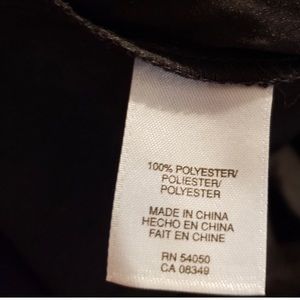 100% POLYESTER/
POLIESTER/
POLYESTER
MADE IN CHINA
HECHO EN CHINA
FAIT EN CHINE
RN 54050
CA 08349